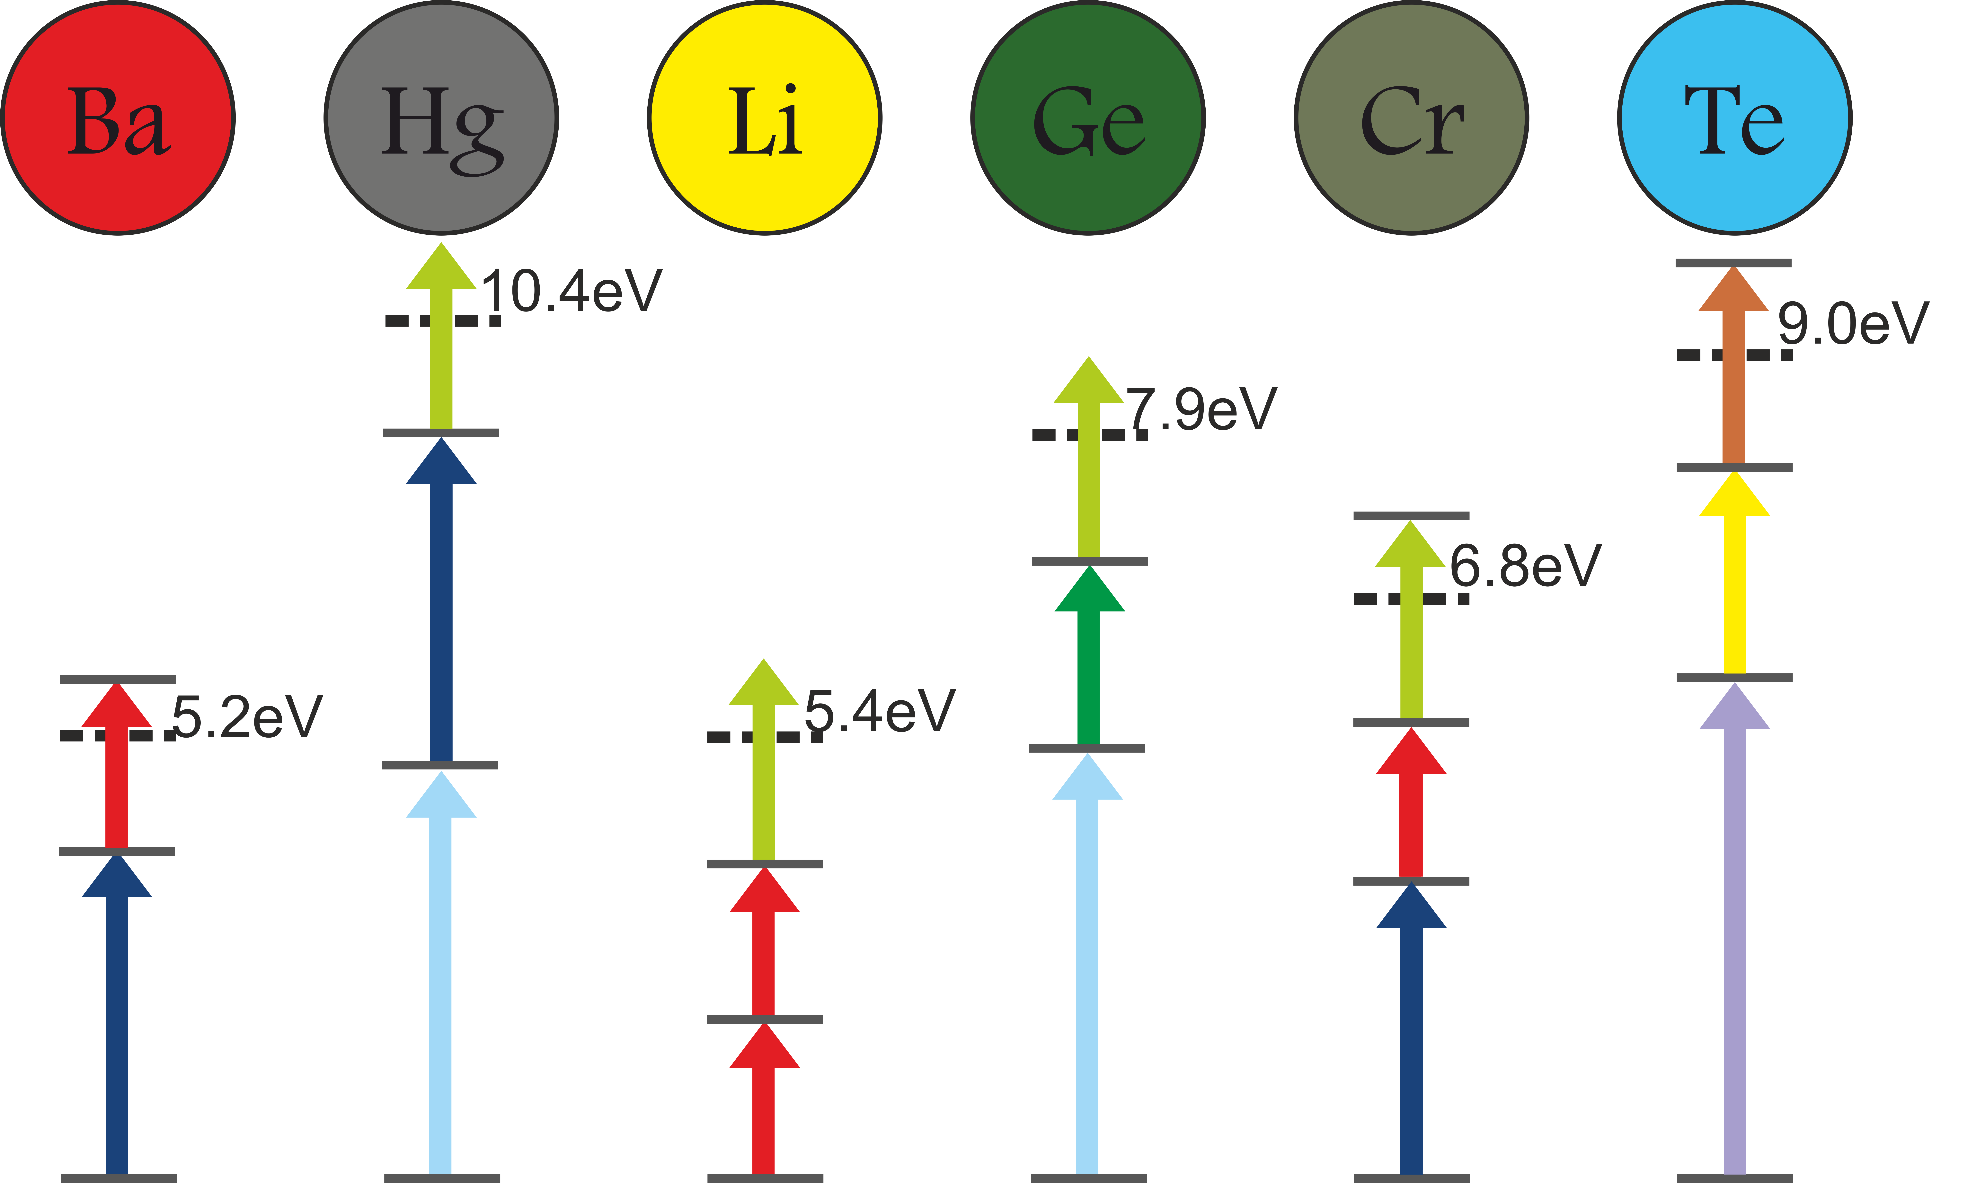 Ba
Hg
Li
Ge
Cr
Te
10.4eV
9.0eV
7.9eV
6.8eV
5.2eV
5.4eV